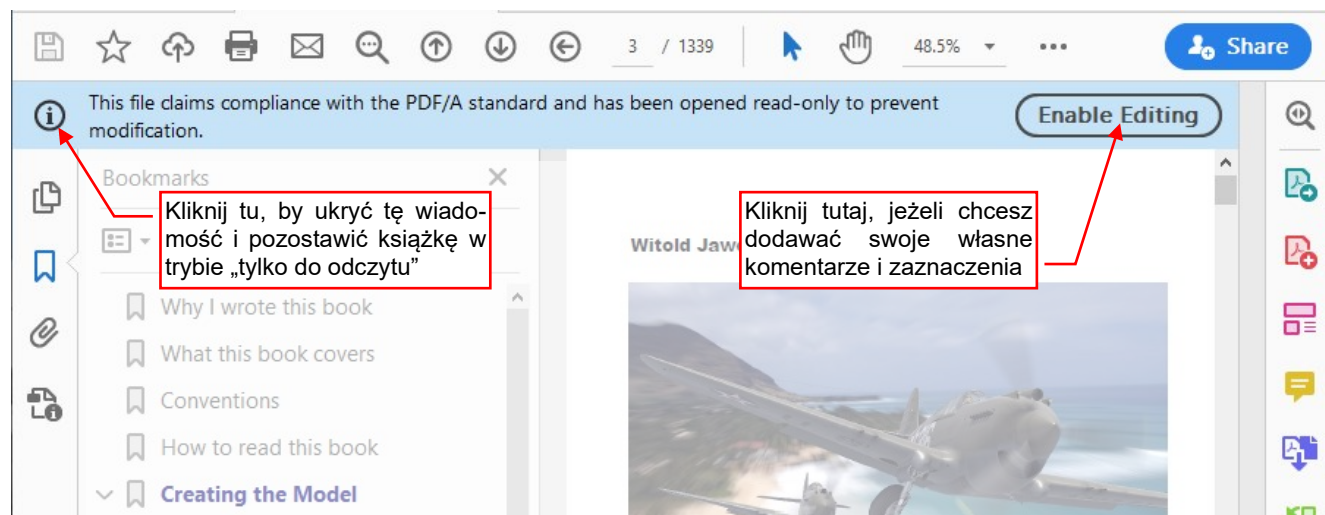 3 / 1339
48.5%
Share
This file claims compliance with the PDF/A standard and has been opened read-only to prevent
modification.
Enable Editing
Bookmarks
Kliknij tu, by ukryć tę wiado-
mość i pozostawić książkę w
trybie „tylko do odczytu”
Kliknij tutaj, jeżeli chcesz
dodawać swoje własne
komentarze i zaznaczenia
Witold Jaw
Why I wrote this book
What this book covers
Conventions
How to read this book
Creating the Model